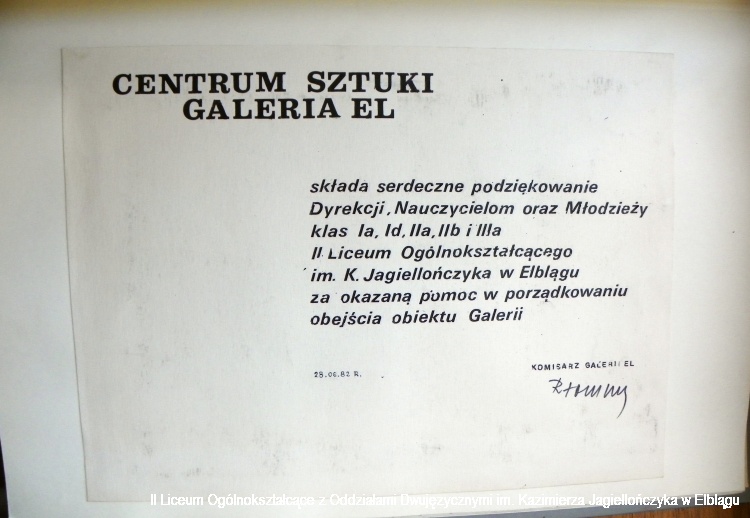 CENTRUM SZTUKI
GALERIA EL
składa serdeczne podziękowanie
Dyrekcji, Nauczycielom oraz Młodzieży
klas Ia, Id, IIa, IIb i IIIa
II Liceum Ogólnokształcącego
im. K. Jagiellończyka w Elblągu
za okazaną pomoc w porządkowaniu
obejścia obiektu Galerii
KOMISARZ GALERII EL
28.06.82 R.
II Liceum Ogólnokształcące z Oddziałami Dwujęzycznymi im. Kazimierza Jagiellończyka w Elblągu